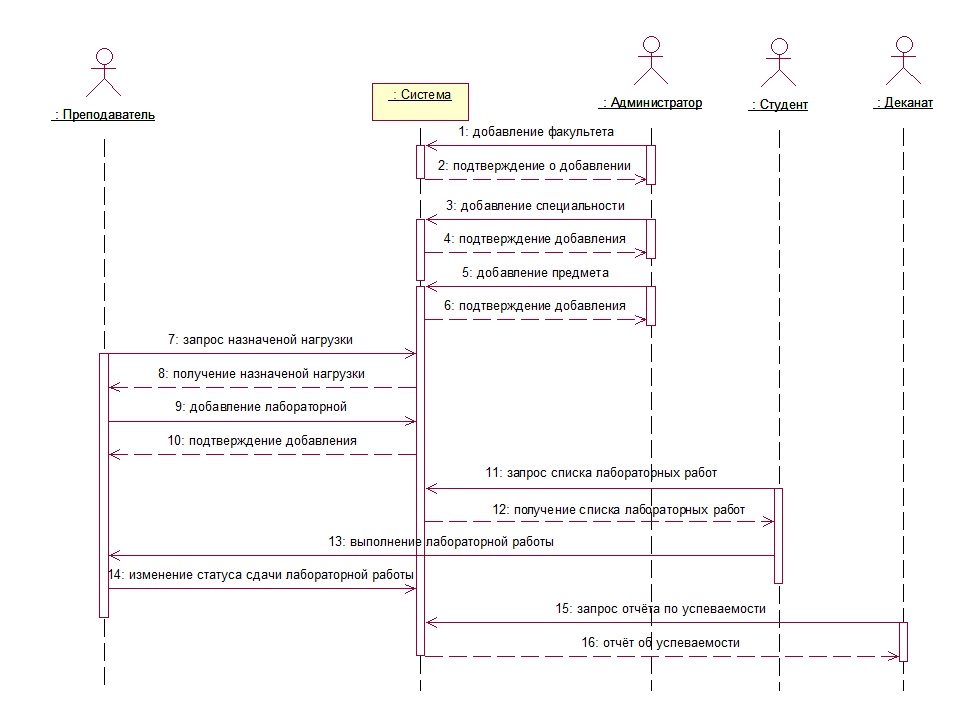 : Преподаватель
: Система
: Администратор
: Студент
: Деканат
1: добавление факультета
2: подтверждение о добавлении
3: добавление специальности
4: подтверждение добавления
5: добавление предмета
6: подтверждение добавления
7: запрос назначеной нагрузки
8: получение назначеной нагрузки
9: добавление лабораторной
10: подтверждение добавления
11: запрос списка лабораторных работ
12: получение списка лабораторных работ
13: выполнение лабораторной работы
14: изменение статуса сдачи лабораторной работы
15: запрос отчёта по успеваемости
16: отчёт об успеваемости